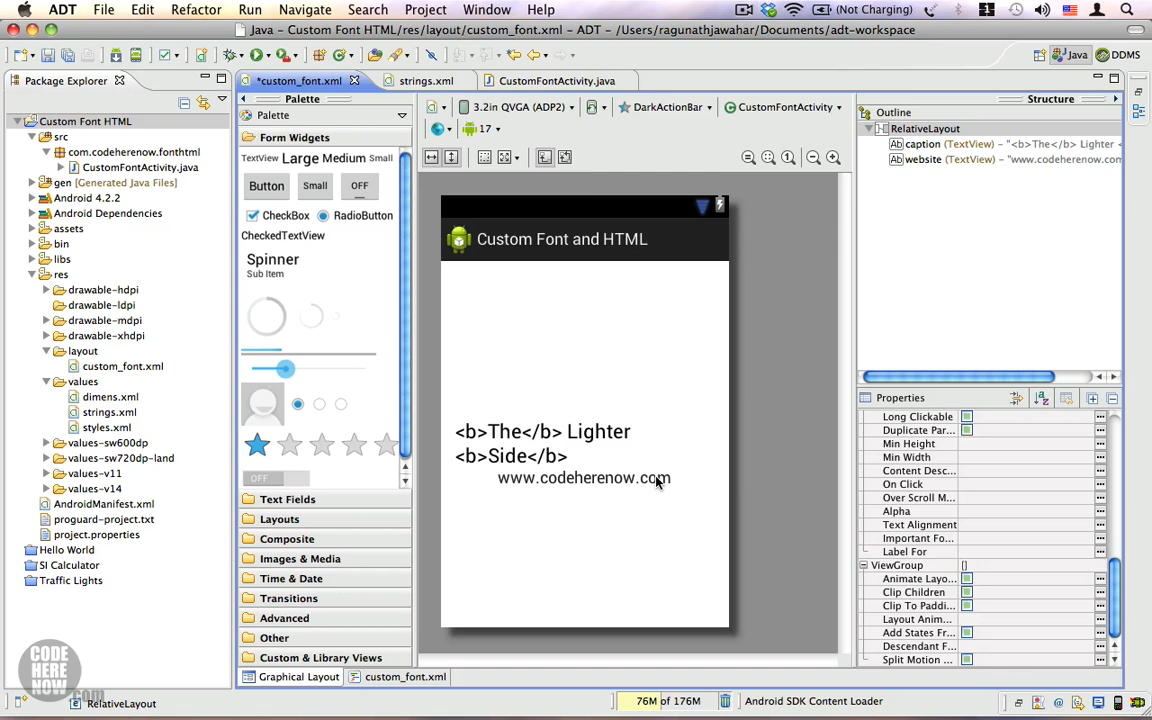 ADT File Edit Refactor Run Navigate Search Project Window Help (Not Charging)
Java – Custom Font HTML/res/layout/custom_font.xml – ADT – /Users/ragunathjawahar/Documents/adt-workspace
Java DDMS
Package Explorer
*custom_font.xml strings.xml CustomFontActivity.java
Custom Font HTML
src
com.codeherenow.fonthtml
CustomFontActivity.java
gen [Generated Java Files]
Android 4.2.2
Android Dependencies
assets
bin
libs
res
drawable-hdpi
drawable-ldpi
drawable-mdpi
drawable-xhdpi
layout
custom_font.xml
values
dimens.xml
strings.xml
styles.xml
values-sw600dp
values-sw720dp-land
values-v11
values-v14
AndroidManifest.xml
proguard-project.txt
project.properties
Hello World
SI Calculator
Traffic Lights
Palette
Palette
Form Widgets
TextView Large Medium Small
Button Small OFF
CheckBox RadioButton
CheckedTextView
Spinner
Sub Item
OFF
Text Fields
Layouts
Composite
Images & Media
Time & Date
Transitions
Advanced
Other
Custom & Library Views
Graphical Layout custom_font.xml
3.2in QVGA (ADP2) DarkActionBar CustomFontActivity
17
Custom Font and HTML
<b>The</b> Lighter
<b>Side</b>
www.codeherenow.com
Structure
Outline
RelativeLayout
caption (TextView) – "<b>The</b> Lighter <
website (TextView) – "www.codeherenow.com
Properties
Long Clickable
Duplicate Par...
Min Height
Min Width
Content Desc...
On Click
Over Scroll M...
Alpha
Text Alignment
Important Fo...
Label For
ViewGroup []
Animate Layo...
Clip Children
Clip To Paddi...
Layout Anim...
Add States Fr...
Descendant F...
Split Motion ...
CODE
HERE
NOW
.com
RelativeLayout
76M of 176M
Android SDK Content Loader